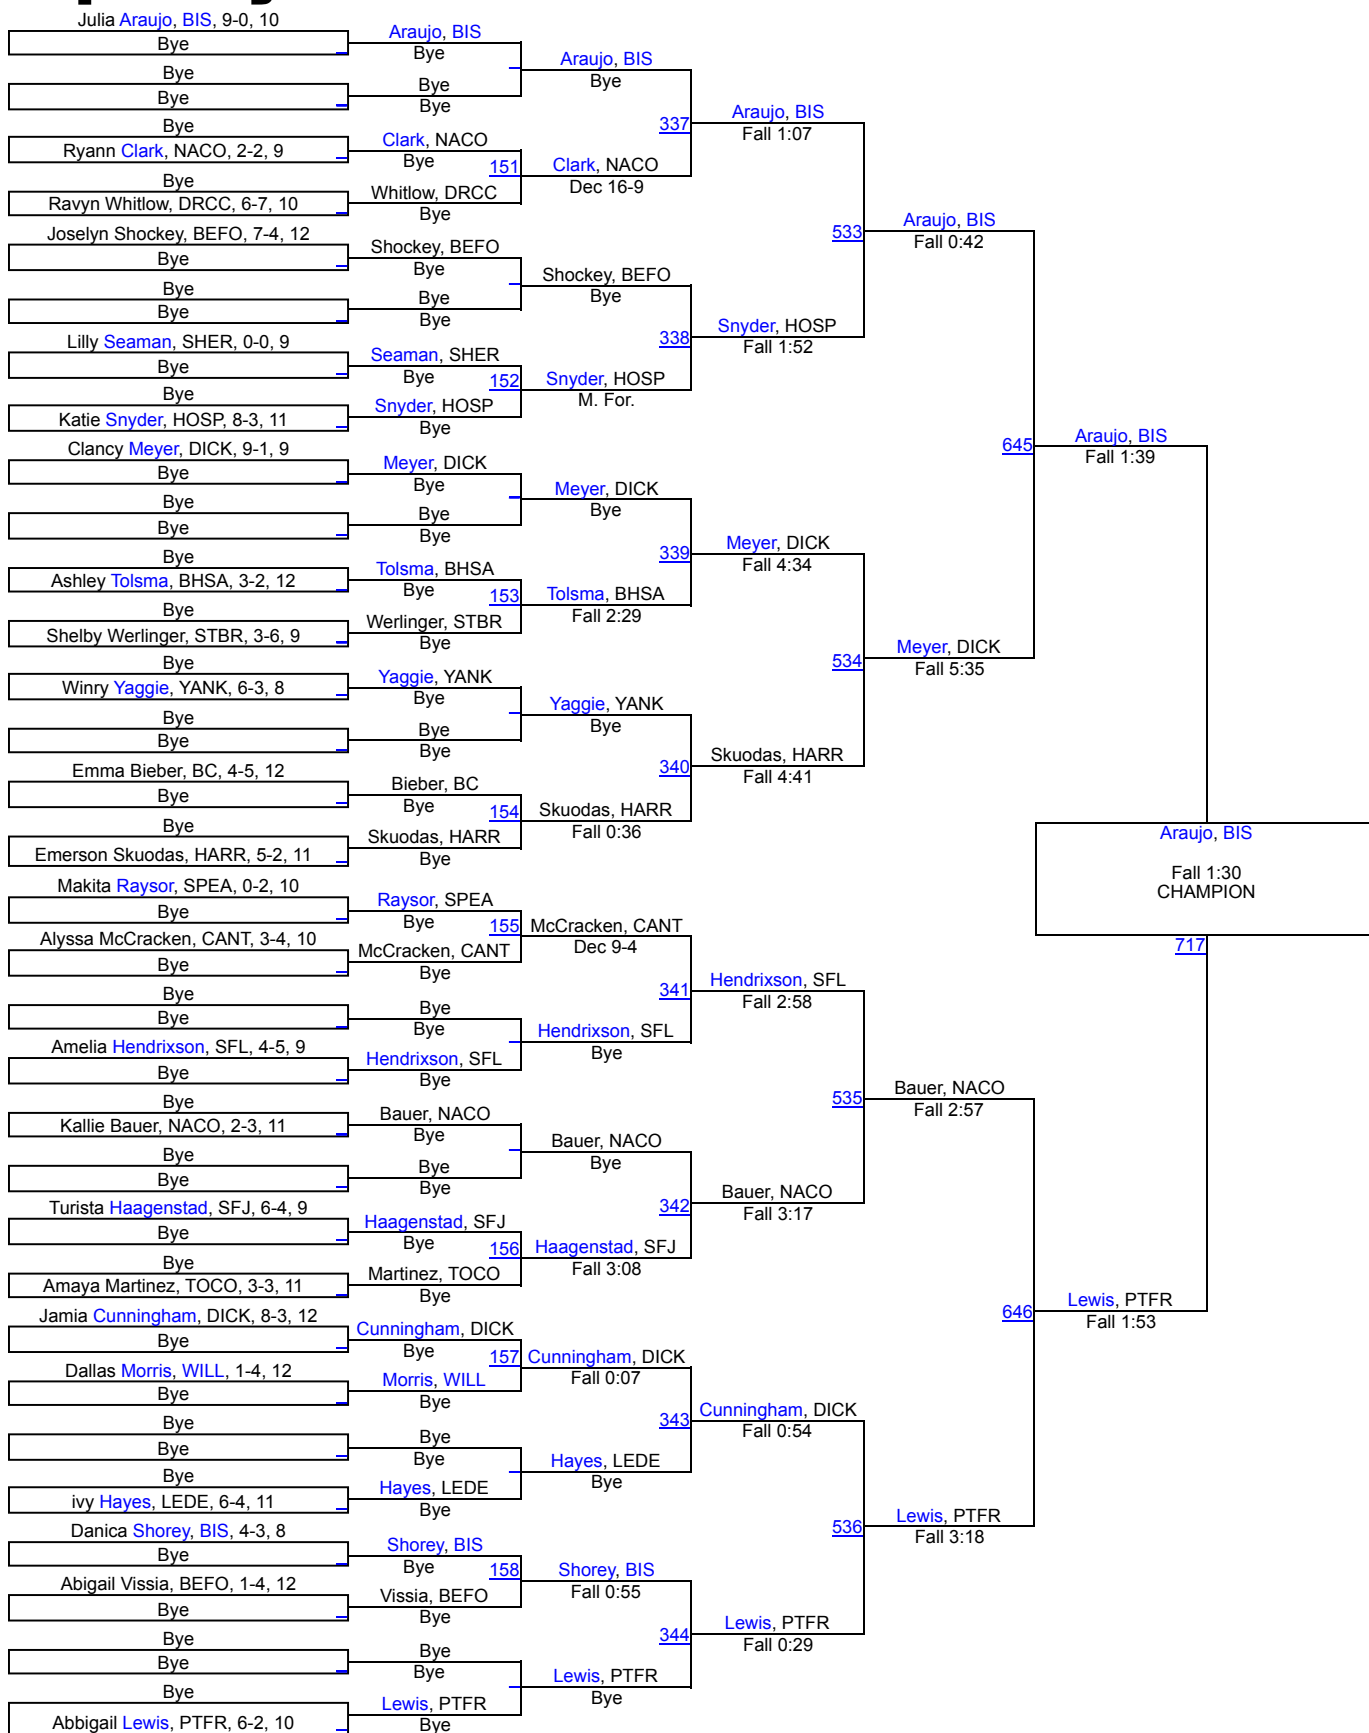 Julia Araujo, BIS, 9-0, 10
Bye
Bye
Bye
Bye
Ryann Clark, NACO, 2-2, 9
Bye
Ravyn Whitlow, DRCC, 6-7, 10
Joselyn Shockey, BEFO, 7-4, 12
Bye
Bye
Bye
Lilly Seaman, SHER, 0-0, 9
Bye
Bye
Katie Snyder, HOSP, 8-3, 11
Clancy Meyer, DICK, 9-1, 9
Bye
Bye
Bye
Bye
Ashley Tolsma, BHSA, 3-2, 12
Bye
Shelby Werlinger, STBR, 3-6, 9
Bye
Winry Yaggie, YANK, 6-3, 8
Bye
Bye
Emma Bieber, BC, 4-5, 12
Bye
Bye
Emerson Skuodas, HARR, 5-2, 11
Makita Raysor, SPEA, 0-2, 10
Bye
Alyssa McCracken, CANT, 3-4, 10
Bye
Bye
Bye
Amelia Hendrixson, SFL, 4-5, 9
Bye
Bye
Kallie Bauer, NACO, 2-3, 11
Bye
Bye
Turista Haagenstad, SFJ, 6-4, 9
Bye
Bye
Amaya Martinez, TOCO, 3-3, 11
Jamia Cunningham, DICK, 8-3, 12
Bye
Dallas Morris, WILL, 1-4, 12
Bye
Bye
Bye
Bye
ivy Hayes, LEDE, 6-4, 11
Danica Shorey, BIS, 4-3, 8
Bye
Abigail Vissia, BEFO, 1-4, 12
Bye
Bye
Bye
Bye
Abbigail Lewis, PTFR, 6-2, 10
Araujo, BIS
Bye
Bye
Bye
Clark, NACO
Bye
151
Whitlow, DRCC
Bye
Shockey, BEFO
Bye
Bye
Bye
Seaman, SHER
Bye
152
Snyder, HOSP
Bye
Meyer, DICK
Bye
Bye
Bye
Tolsma, BHSA
Bye
153
Werlinger, STBR
Bye
Yaggie, YANK
Bye
Bye
Bye
Bieber, BC
Bye
154
Skuodas, HARR
Bye
Raysor, SPEA
Bye
155
McCracken, CANT
Bye
Bye
Bye
Hendrixson, SFL
Bye
Bauer, NACO
Bye
Bye
Bye
Haagenstad, SFJ
Bye
156
Martinez, TOCO
Bye
Cunningham, DICK
Bye
157
Morris, WILL
Bye
Bye
Bye
Hayes, LEDE
Bye
Shorey, BIS
Bye
158
Vissia, BEFO
Bye
Bye
Bye
Lewis, PTFR
Bye
Araujo, BIS
Bye
337
Clark, NACO
Dec 16-9
Shockey, BEFO
Bye
338
Snyder, HOSP
M. For.
Meyer, DICK
Bye
339
Tolsma, BHSA
Fall 2:29
Yaggie, YANK
Bye
340
Skuodas, HARR
Fall 0:36
McCracken, CANT
Dec 9-4
341
Hendrixson, SFL
Bye
Bauer, NACO
Bye
342
Haagenstad, SFJ
Fall 3:08
Cunningham, DICK
Fall 0:07
343
Hayes, LEDE
Bye
Shorey, BIS
Fall 0:55
344
Lewis, PTFR
Bye
Araujo, BIS
Fall 1:07
533
Snyder, HOSP
Fall 1:52
Meyer, DICK
Fall 4:34
534
Skuodas, HARR
Fall 4:41
Hendrixson, SFL
Fall 2:58
535
Bauer, NACO
Fall 3:17
Cunningham, DICK
Fall 0:54
536
Lewis, PTFR
Fall 0:29
Araujo, BIS
Fall 0:42
645
Meyer, DICK
Fall 5:35
Bauer, NACO
Fall 2:57
646
Lewis, PTFR
Fall 3:18
Araujo, BIS
Fall 1:39
Araujo, BIS
Fall 1:30
CHAMPION
717
Lewis, PTFR
Fall 1:53